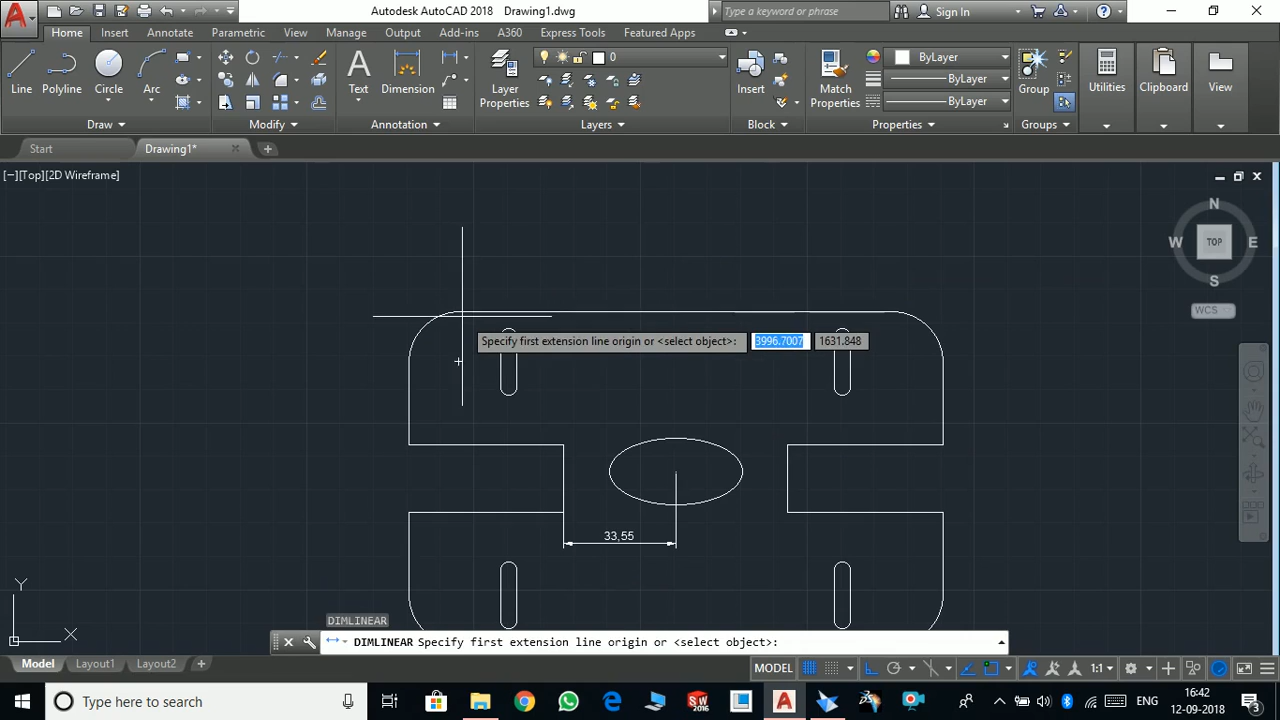 Autodesk AutoCAD 2018 Drawing1.dwg
Type a keyword or phrase
Sign In
Home Insert Annotate Parametric View Manage Output Add-ins A360 Express Tools Featured Apps
0
ByLayer
ByLayer
ByLayer
Line Polyline Circle Arc
Text Dimension
Layer Properties
Insert
Match Properties
Group
Utilities
Clipboard
View
Draw Modify Annotation Layers Block Properties Groups
Start Drawing1*
[−][Top][2D Wireframe]
N
W TOP E
S
WCS
Specify first extension line origin or <select object>: 3996.7007 1631.848
33,55
Y
X
DIMLINEAR
DIMLINEAR Specify first extension line origin or <select object>:
Model Layout1 Layout2
MODEL 1:1
Type here to search
SW
2016
ENG
16:42
12-09-2018
3